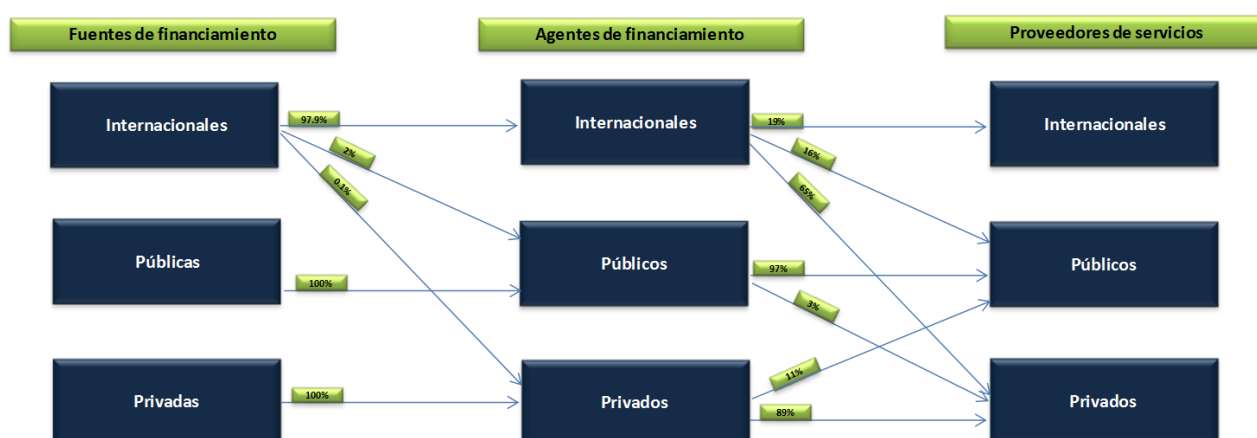 Fuentes de financiamiento
Agentes de financiamiento
Proveedores de servicios
Internacionales
97.9%
Internacionales
19%
Internacionales
2%
16%
0.1%
65%
Públicas
100%
Públicos
97%
Públicos
3%
11%
Privadas
100%
Privados
89%
Privados